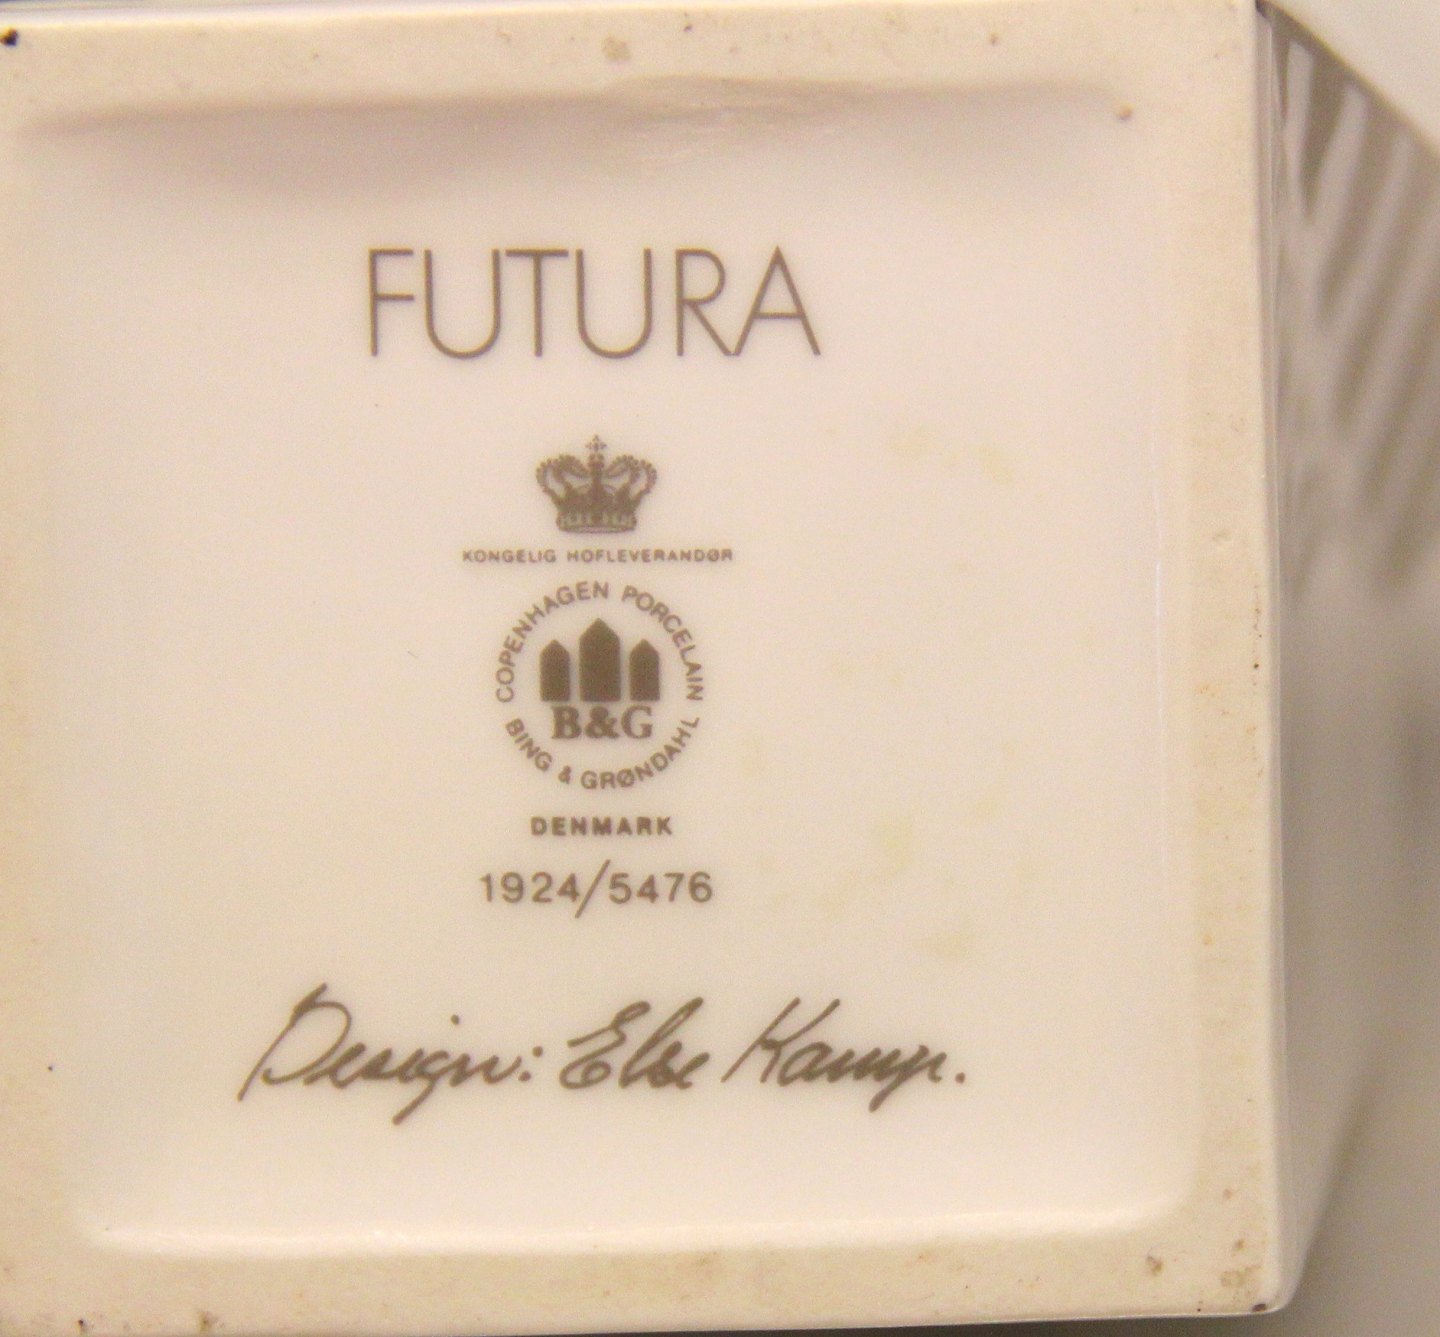 FUTURA
KONGELIG HOFLEVERANDØR
COPENHAGEN PORCELAIN
B&G
BING & GRØNDAHL
DENMARK
1924/5476
Design: Else Kamp.